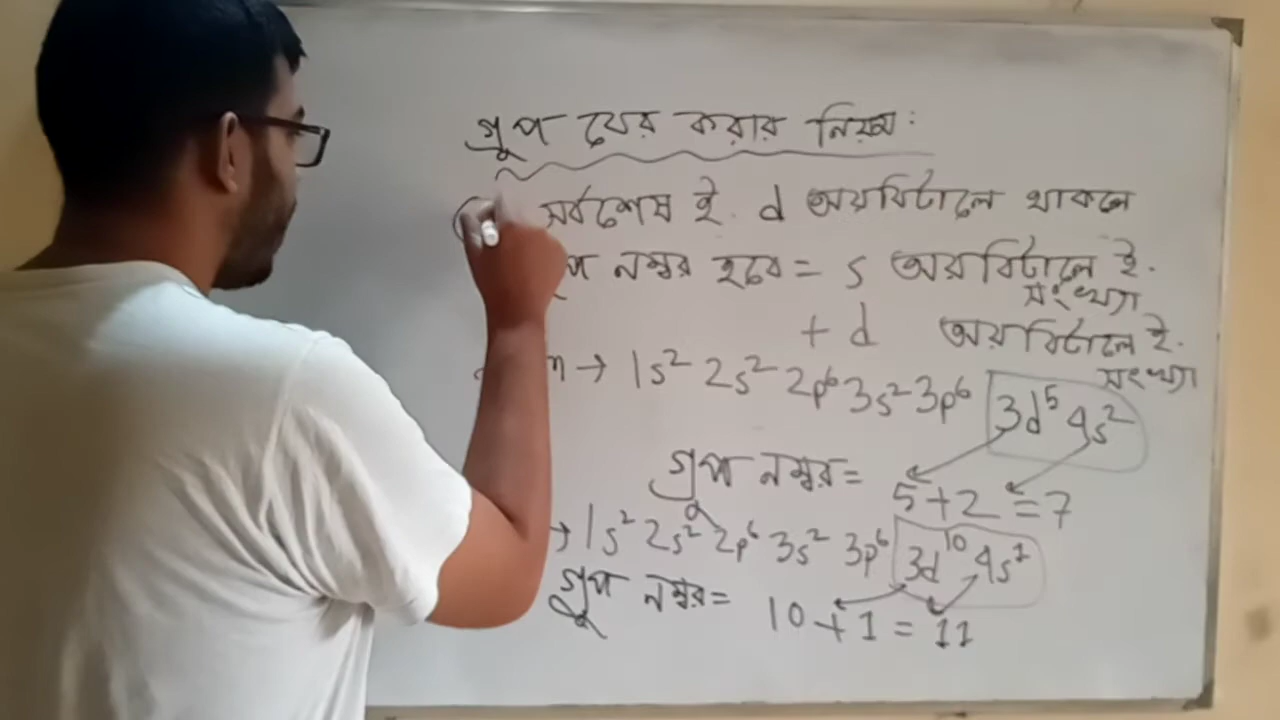 গ্রুপ বের করার নিয়ম:
সর্বশেষ ই. d অরবিটালে থাকলে
নম্বর হবে = s অরবিটালে ই.
সংখ্যা
+ d অরবিটালে ই.
সংখ্যা
→ 1s² 2s² 2p⁶ 3s² 3p⁶ 3d⁵ 4s²
গ্রুপ নম্বর = 5+2 = 7
→ 1s² 2s² 2p⁶ 3s² 3p⁶ 3d¹⁰ 4s¹
গ্রুপ নম্বর = 10+1 = 11